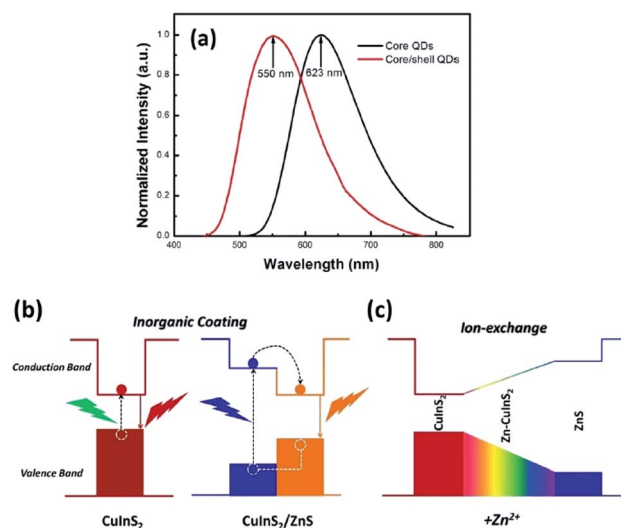 (a)
Core QDs
Core/shell QDs
550 nm
623 nm
Normalized Intensity (a.u.)
1.0
0.8
0.6
0.4
0.2
0.0
400 500 600 700 800
Wavelength (nm)
(b)
Inorganic Coating
Conduction Band
Valence Band
CuInS₂
CuInS₂/ZnS
(c)
Ion-exchange
CuInS₂
Zn-CuInS₂
ZnS
+Zn²⁺